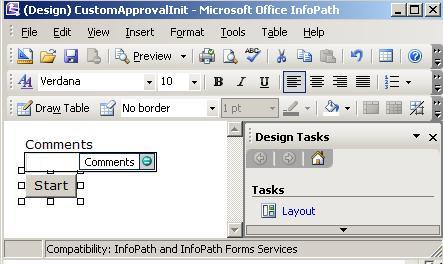 (Design) CustomApprovalInit - Microsoft Office InfoPath
File Edit View Insert Format Tools Table Help
Preview
Verdana 10 B I U
Draw Table No border 1 pt
Comments
Comments
Start
Design Tasks
Tasks
Layout
Compatibility: InfoPath and InfoPath Forms Services